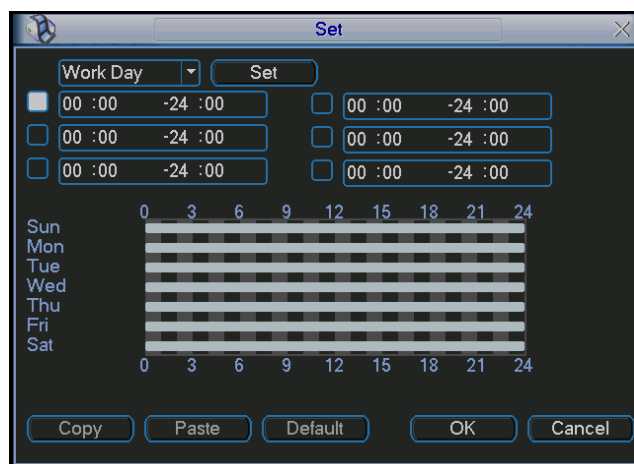 Set
Work Day Set
00 :00 -24 :00 00 :00 -24 :00
00 :00 -24 :00 00 :00 -24 :00
00 :00 -24 :00 00 :00 -24 :00
0 3 6 9 12 15 18 21 24
Sun
Mon
Tue
Wed
Thu
Fri
Sat
0 3 6 9 12 15 18 21 24
Copy Paste Default OK Cancel